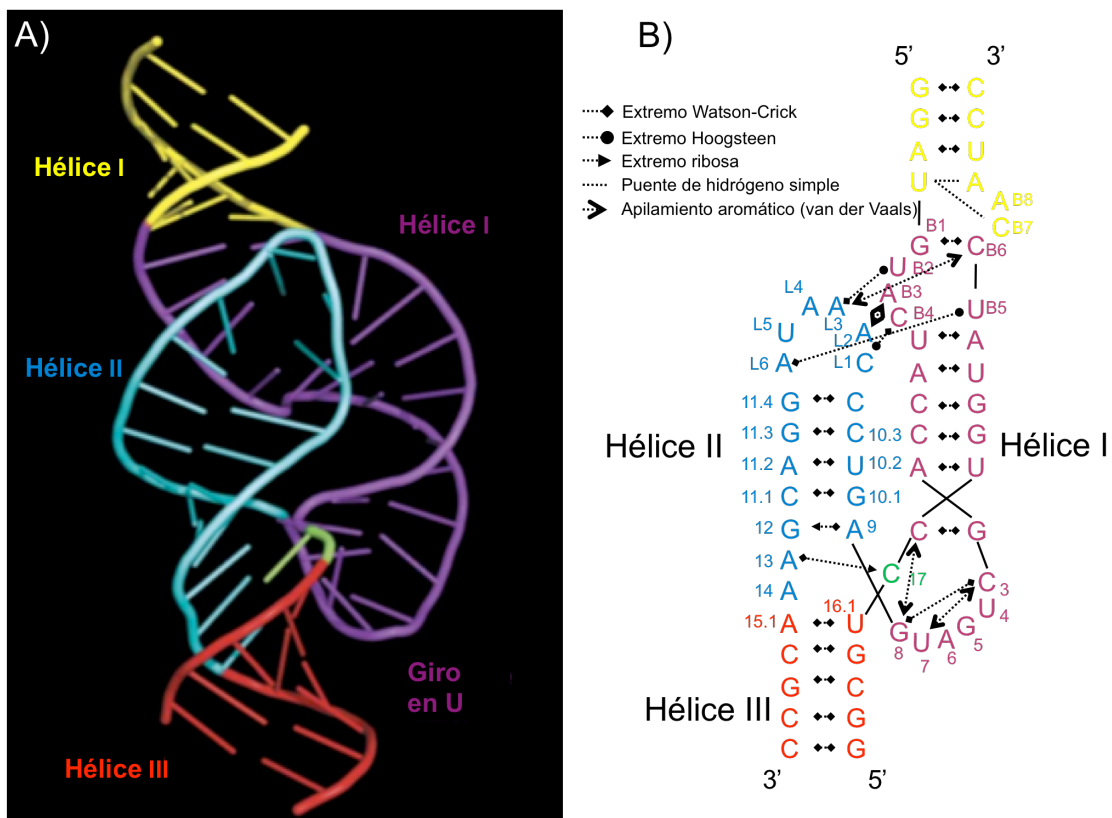 A)
Hélice I
Hélice I
Hélice II
Giro
en U
Hélice III
B)
5’ 3’
Extremo Watson-Crick
Extremo Hoogsteen
Extremo ribosa
Puente de hidrógeno simple
Apilamiento aromático (van der Vaals)
G C
G C
A U
U A
A B8
C B7
B1
G C B6
U B2
A B3
L4 A A C B4 U B5
L3
L5 U L2 A U A
L6 A L1 C
A U
11.4 G C C G
11.3 G C 10.3 C G
Hélice II Hélice I
11.2 A U 10.2 A U
11.1 C G 10.1
12 G A 9 C G
13 A C 17 C 3
14 A U 4
15.1 A 16.1 U G 8 U 7 A 6 G 5
C G
G C
Hélice III
C G
C G
3’ 5’